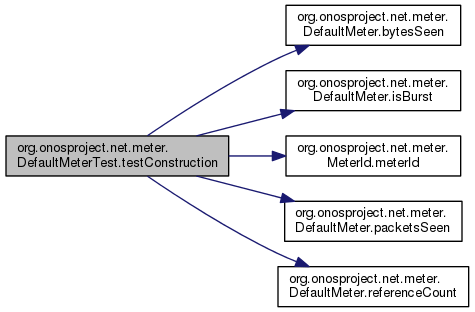 org.onosproject.net.meter.
DefaultMeterTest.testConstruction
org.onosproject.net.meter.
DefaultMeter.bytesSeen
org.onosproject.net.meter.
DefaultMeter.isBurst
org.onosproject.net.meter.
MeterId.meterId
org.onosproject.net.meter.
DefaultMeter.packetsSeen
org.onosproject.net.meter.
DefaultMeter.referenceCount